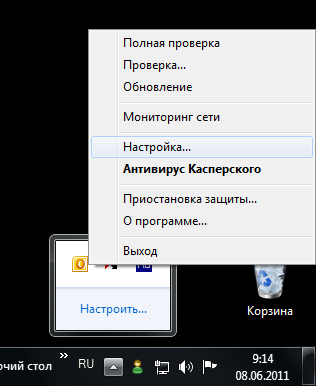 Полная проверка
Проверка...
Обновление
Мониторинг сети
Настройка...
Антивирус Касперского
Приостановка защиты...
О программе...
Выход
Настроить...
Корзина
чий стол
»
RU
9:14
08.06.2011